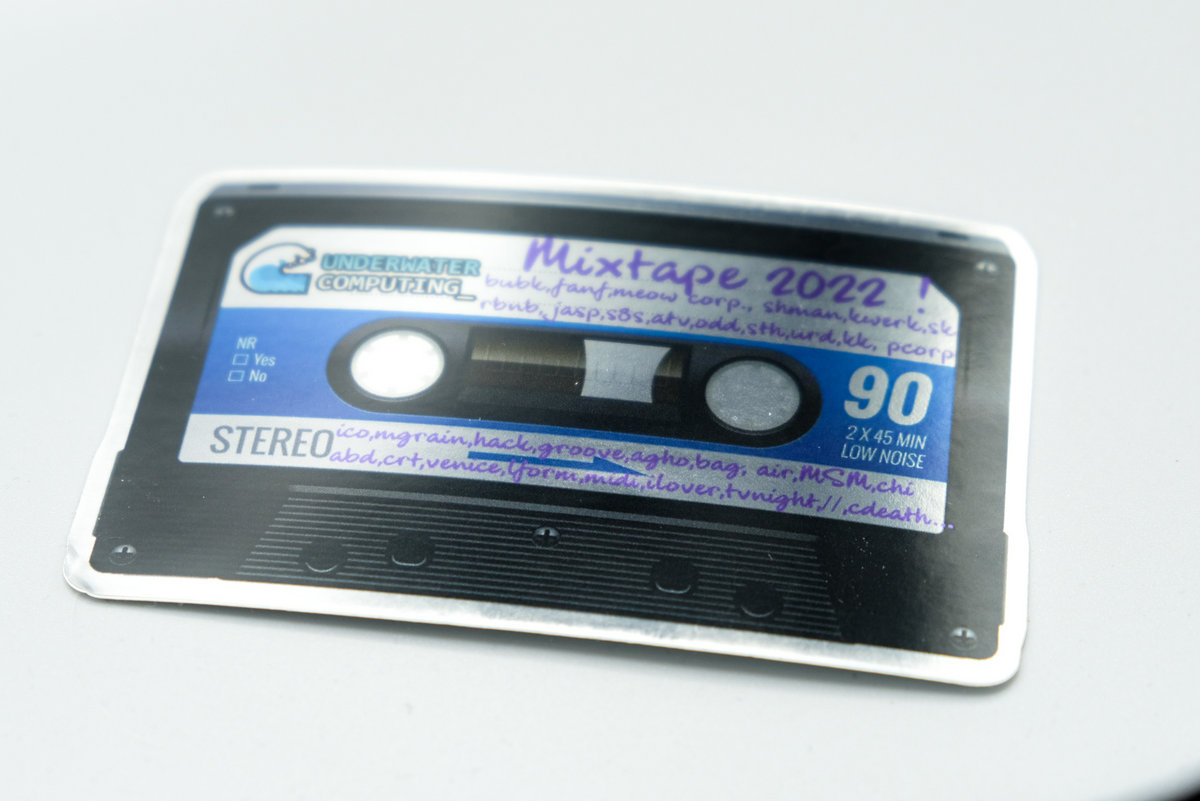 UNDERWATER
COMPUTING_
Mixtape 2022 !
bubk,fanf,meow corp., shman,kwerk,sk
rbnb, jasp,s8s,atv,odd,sth,urd,kk, pcorp
NR
Yes
No
90
2 X 45 MIN
LOW NOISE
STEREO
ico,mgrain,hack,groove,agho,bag, air,MSM,chi
abd,crt,venice,lform,midi,ilover,tvnight,//,cdeath...